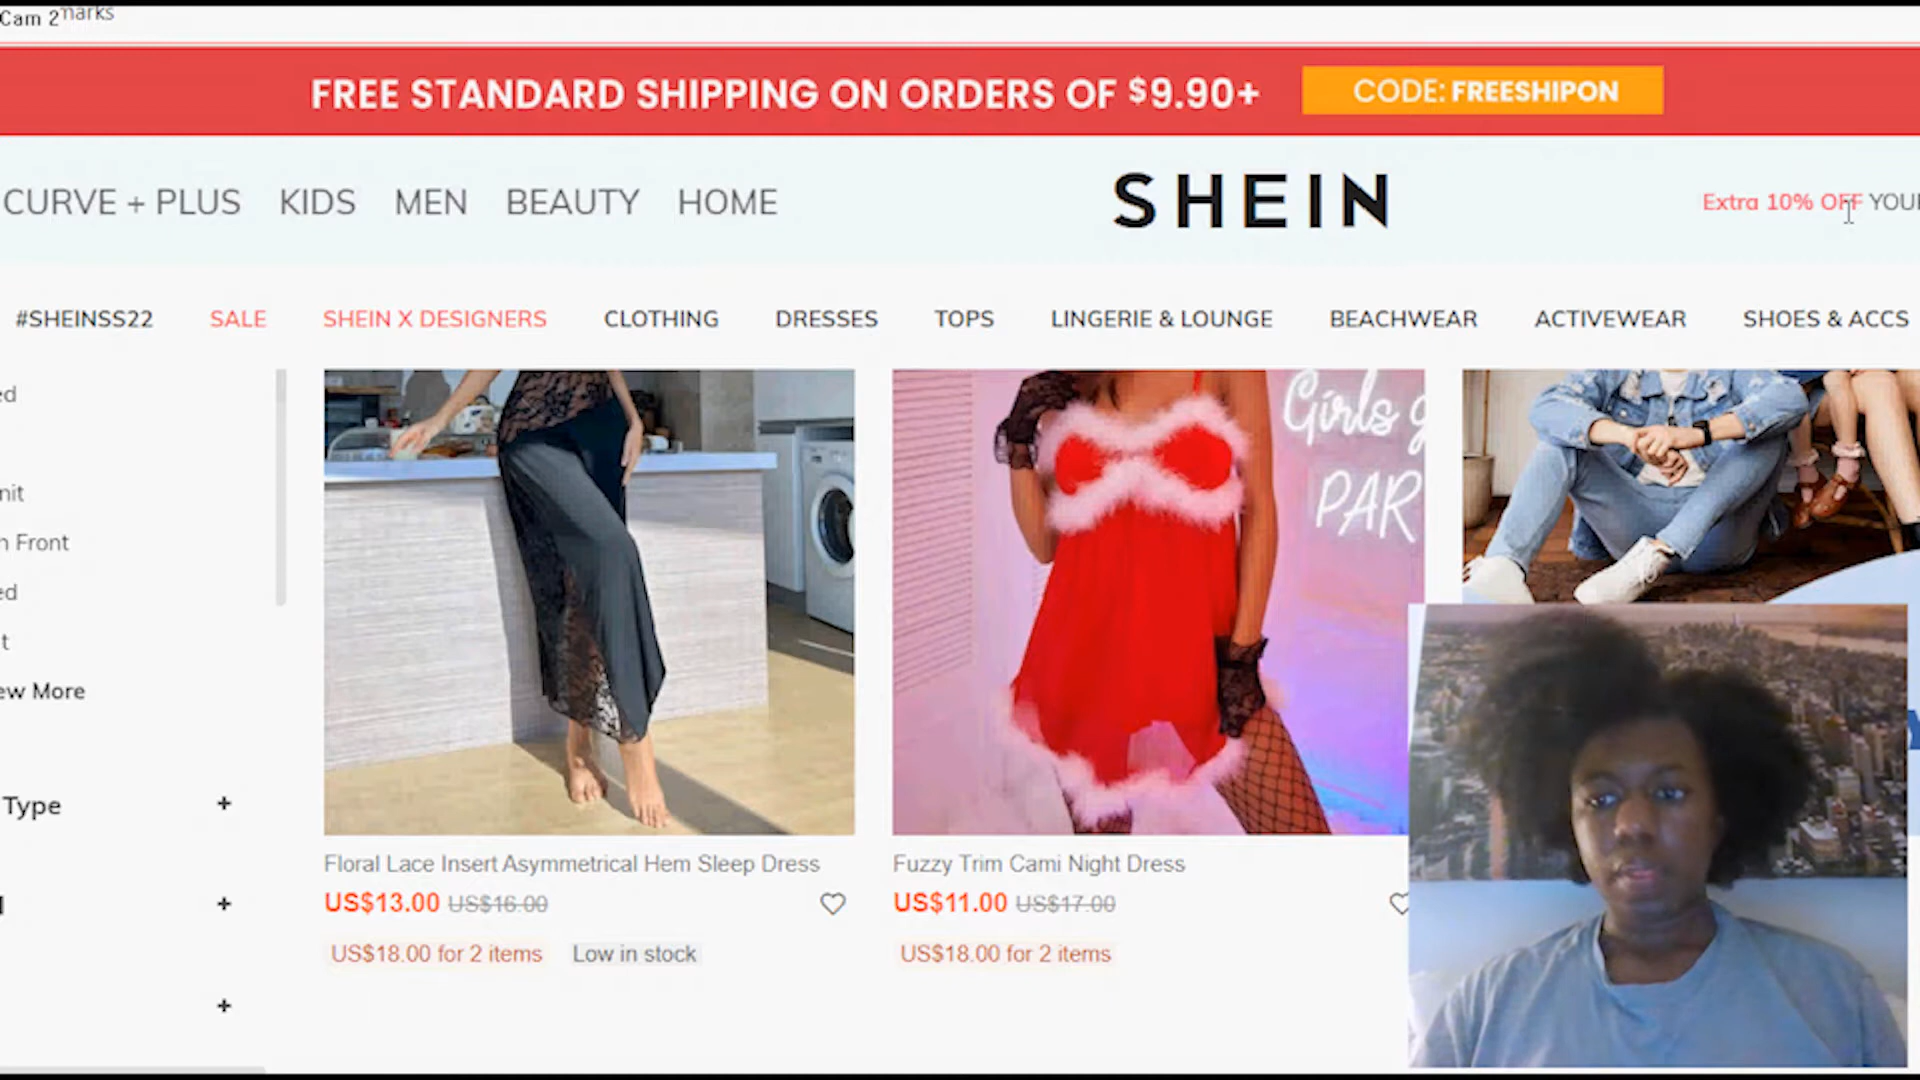 Cam 2
marks
FREE STANDARD SHIPPING ON ORDERS OF $9.90+
CODE: FREESHIPON
CURVE + PLUS KIDS MEN BEAUTY HOME
SHEIN
Extra 10% OFF
#SHEINSS22 SALE SHEIN X DESIGNERS CLOTHING DRESSES TOPS LINGERIE & LOUNGE BEACHWEAR ACTIVEWEAR SHOES & ACCS
Front
More
Type
+
+
+
Girls
Floral Lace Insert Asymmetrical Hem Sleep Dress
US$13.00 US$16.00
US$18.00 for 2 items Low in stock
Fuzzy Trim Cami Night Dress
US$11.00 US$17.00
US$18.00 for 2 items